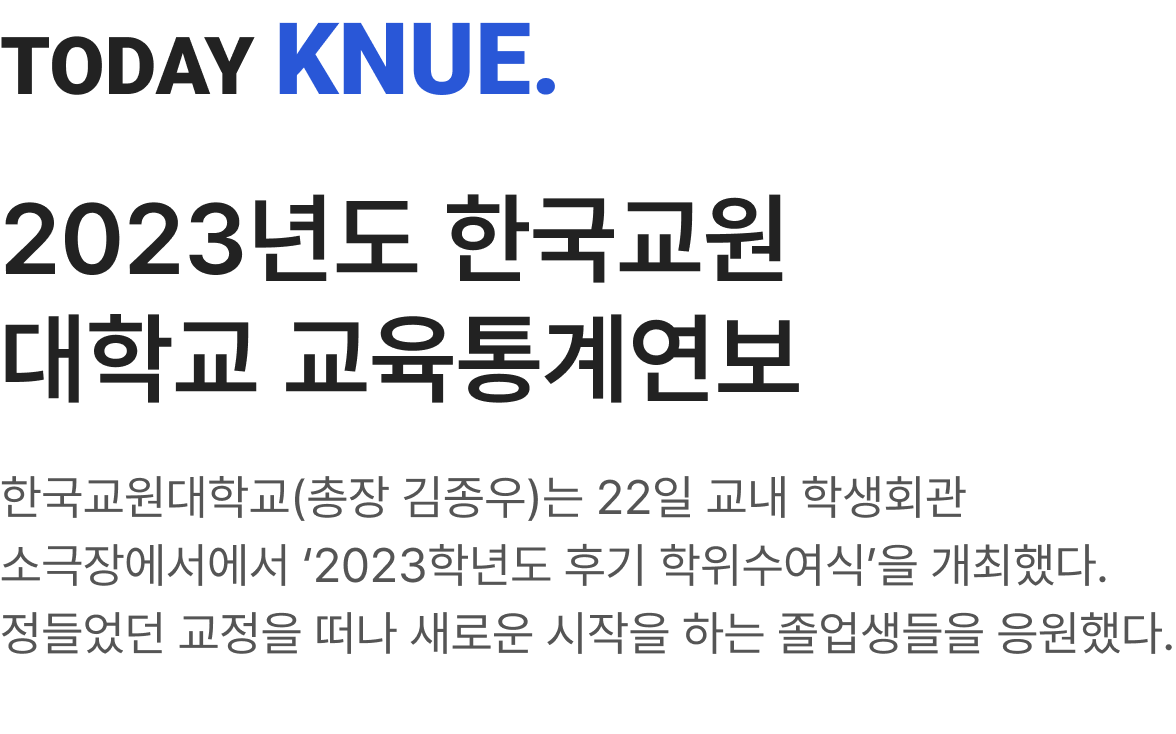 TODAY KNUE.
2023년도 한국교원
대학교 교육통계연보
한국교원대학교(총장 김종우)는 22일 교내 학생회관
소극장에서에서 ‘2023학년도 후기 학위수여식’을 개최했다.
정들었던 교정을 떠나 새로운 시작을 하는 졸업생들을 응원했다.